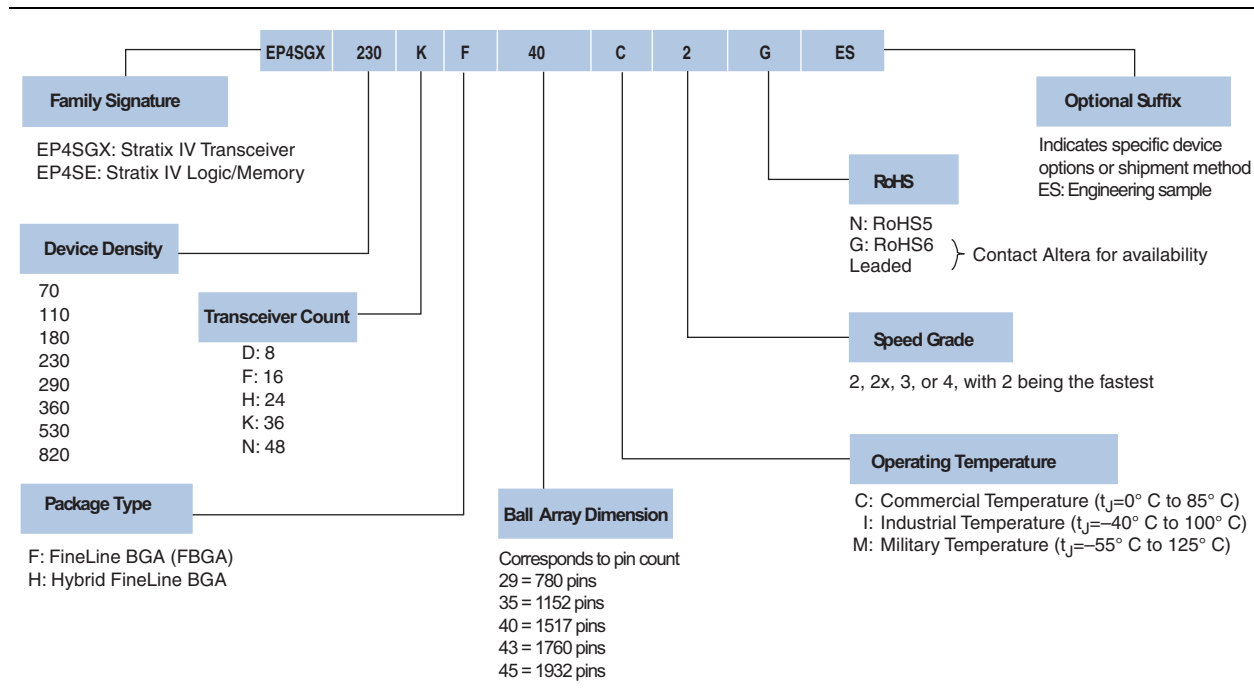 EP4SGX 230 K F 40 C 2 G ES
Family Signature
EP4SGX: Stratix IV Transceiver
EP4SE: Stratix IV Logic/Memory
Device Density
70
110
180
230
290
360
530
820
Transceiver Count
D: 8
F: 16
H: 24
K: 36
N: 48
Package Type
F: FineLine BGA (FBGA)
H: Hybrid FineLine BGA
Ball Array Dimension
Corresponds to pin count
29 = 780 pins
35 = 1152 pins
40 = 1517 pins
43 = 1760 pins
45 = 1932 pins
Optional Suffix
Indicates specific device
options or shipment method
ES: Engineering sample
RoHS
N: RoHS5
G: RoHS6
Leaded
Contact Altera for availability
Speed Grade
2, 2x, 3, or 4, with 2 being the fastest
Operating Temperature
C: Commercial Temperature (tJ=0° C to 85° C)
I: Industrial Temperature (tJ=–40° C to 100° C)
M: Military Temperature (tJ=–55° C to 125° C)